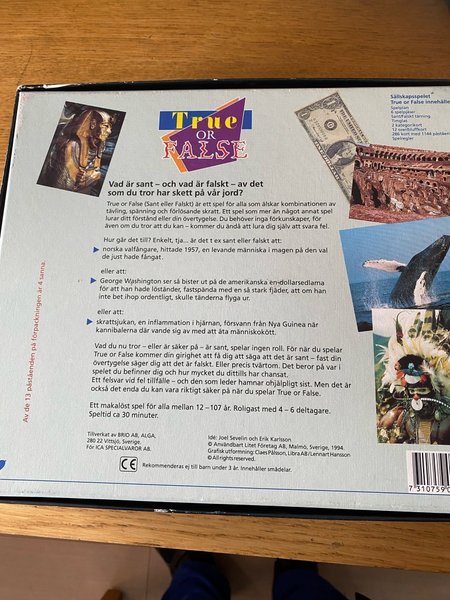 True
OR
FALSE
Vad är sant – och vad är falskt – av det
som du tror har skett på vår jord?
True or False (Sant eller Falskt) är ett spel för alla som älskar kombinationen av
tävling, spänning och förlösande skratt. Ett spel som mer än något annat spel
lurar ditt förstånd eller din övertygelse. Du behöver inga förkunskaper, för
även om du tror att du kan – kommer du ändå att lura dig själv att svara fel.
Hur går det till? Enkelt, tja... är det t ex sant eller falskt att:
norska valfångare, hittade 1957, en levande människa i magen på den val
de just hade fångat.
eller att:
George Washington ser så bister ut på de amerikanska en-dollarsedlarna
för att han hade löständer, fastspända med en så stark fjäder, att om han
inte bet ihop ordentligt, skulle tänderna flyga ur.
eller att:
skrattsjukan, en inflammation i hjärnan, försvann från Nya Guinea när
kannibalerna där vande sig av med att äta människokött.
Vad du nu tror – eller är säker på – är sant, spelar ingen roll. För när du spelar
True or False kommer din girighet att få dig att säga att det är sant – fast din
övertygelse säger dig att det är falskt. Eller precis tvärtom. Det beror på var i
spelet du befinner dig och hur mycket du dittills har chansat.
Ett felsvar vid fel tillfälle – och den som leder hamnar ohjälpligt sist. Men det är
också det enda du kan vara riktigt säker på när du spelar True or False.
Ett makalöst spel för alla mellan 12 – 107 år. Roligast med 4 – 6 deltagare.
Speltid ca 30 minuter.
Tillverkat av BRIO AB, ALGA,
280 22 Vittsjö, Sverige.
För ICA SPECIALVAROR AB.
Idé: Joel Sevelin och Erik Karlsson
© Användbart Litet Företag AB, Malmö, Sverige, 1994.
Grafisk utformning: Claes Pålsson, Libra AB/Lennart Hansson
© All rights reserved.
CE Rekommenderas ej till barn under 3 år. Innehåller smådelar.
Av de 13 påståenden på förpackningen är 4 sanna.
Sällskapsspelet
True or False innehåller
Spelplan
6 spelpjäser
Sant/Falskt tärning
Timglas
2 kategorikort
12 svarsbluffkort
286 kort med 1144 påståen
Spelregler
1
7 310759 0